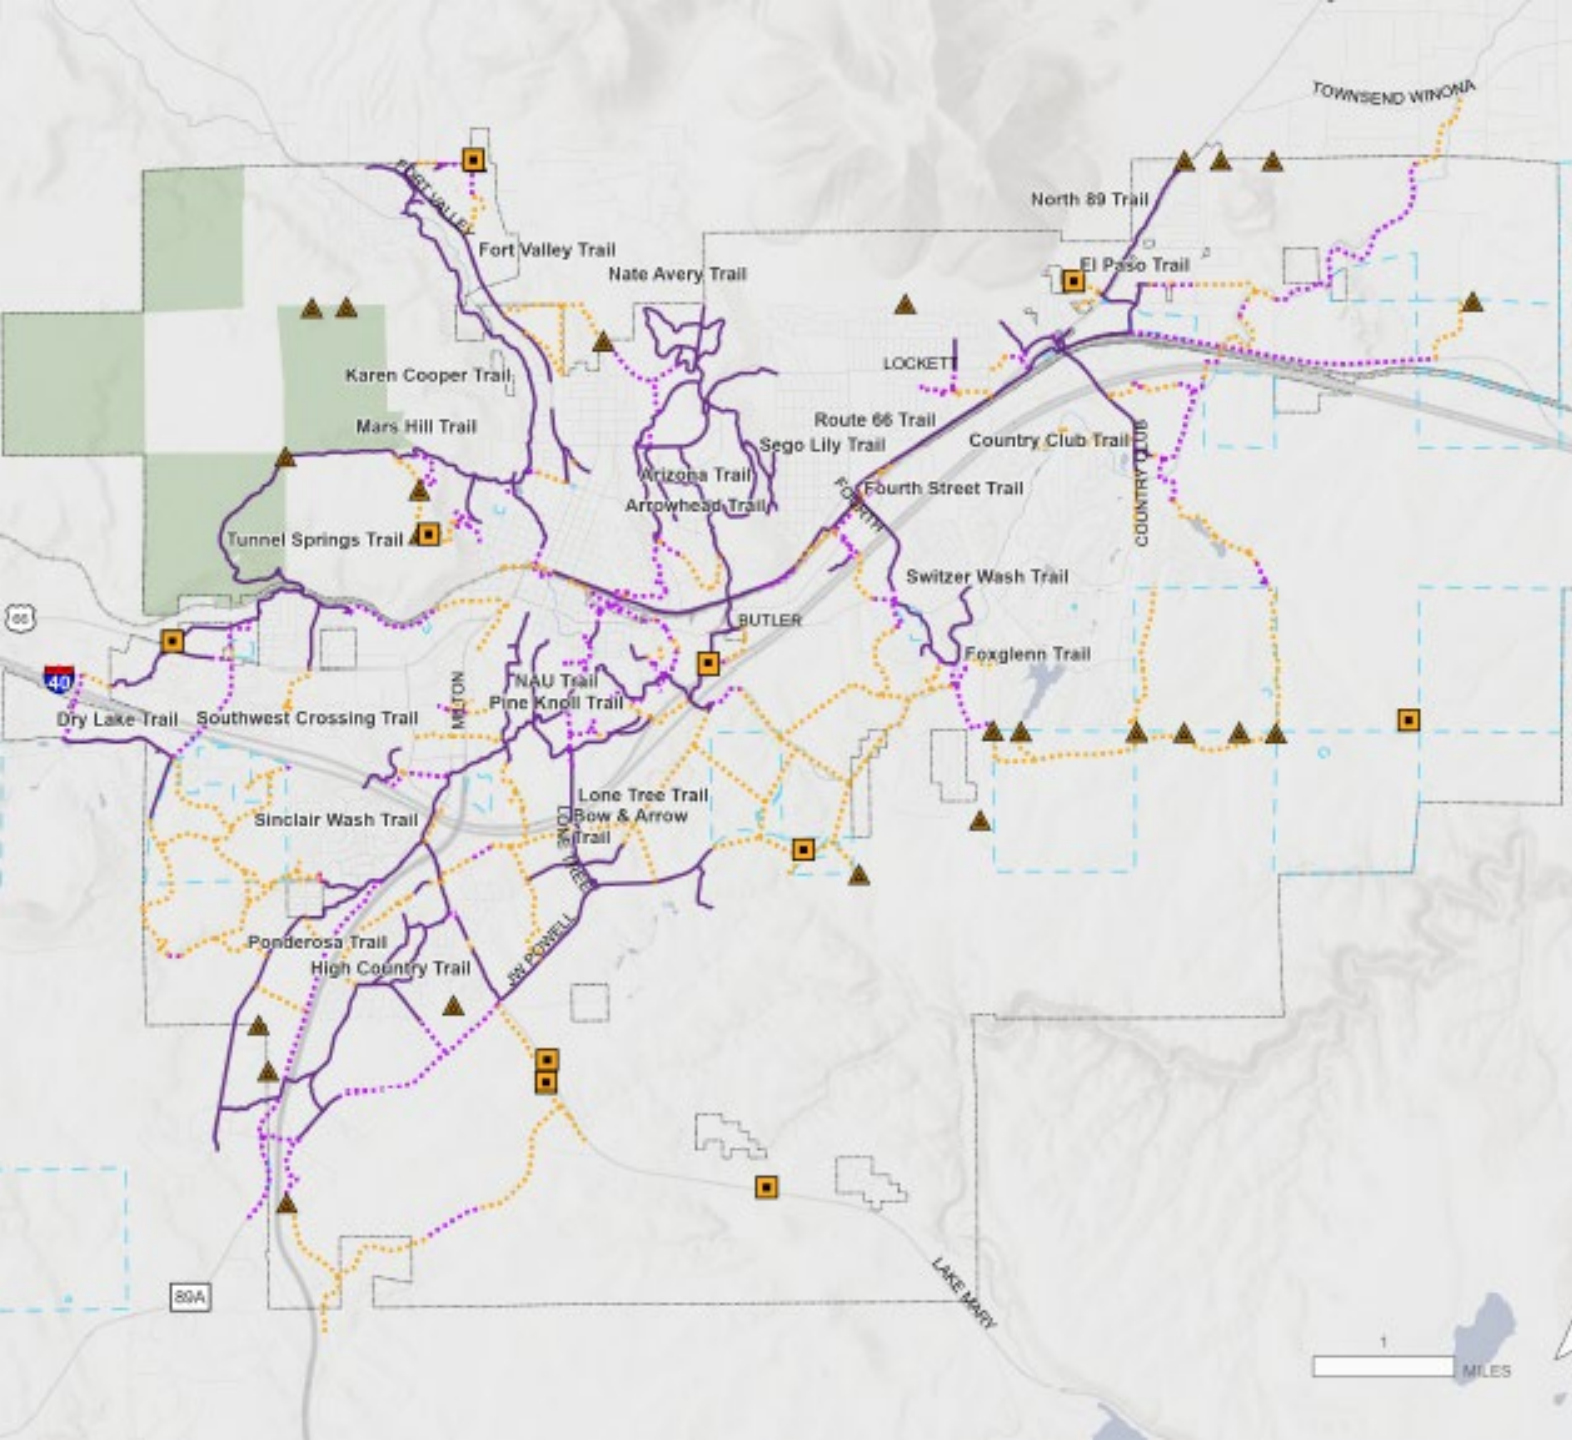 TOWNSEND WINONA
North 89 Trail
FORT VALLEY
Fort Valley Trail
El Paso Trail
Nate Avery Trail
LOCKETT
Karen Cooper Trail
Route 66 Trail
Mars Hill Trail
Sego Lily Trail
Country Club Trail
Arizona Trail
FOURTH
Fourth Street Trail
Arrowhead Trail
COUNTRY CLUB
Tunnel Springs Trail
Switzer Wash Trail
66
BUTLER
Foxglenn Trail
40
NAU Trail
MILTON
Pine Knoll Trail
Dry Lake Trail
Southwest Crossing Trail
Lone Tree Trail
Sinclair Wash Trail
LONE TREE
Bow & Arrow
Trail
Ponderosa Trail
High Country Trail
JW POWELL
89A
LAKE MARY
1
MILES